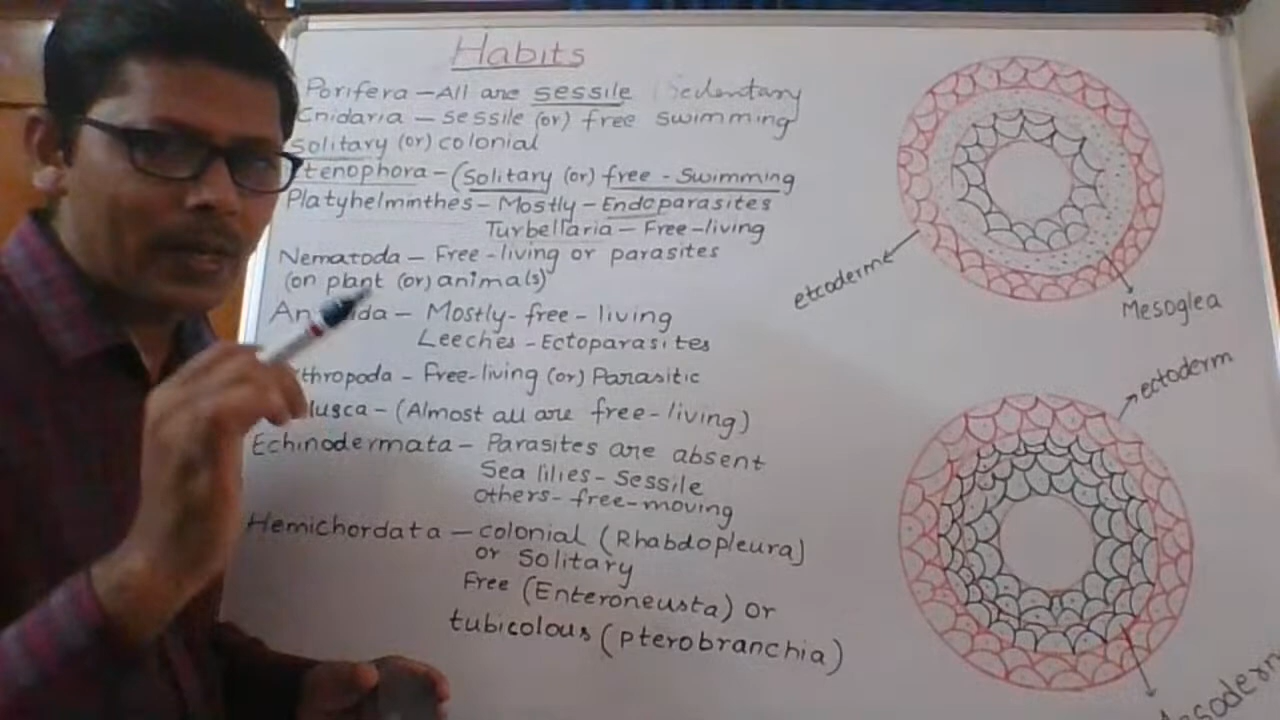 Habits
Porifera - All are sessile
Cnidaria - sessile (or) free swimming
Solitary (or) colonial
tenophora - (Solitary (or) free - Swimming
Platyhelminthes - Mostly - Endoparasites
Turbellaria - Free-living
Nematoda - Free-living or parasites
(on plant (or) animals)
Mostly-free-living
Leeches - Ectoparasites
thropoda - Free-living (or) Parasitic
lusca - (Almost all are free-living)
Echinodermata - Parasites are absent
Sea lilies - Sessile
others - free-moving
Hemichordata - colonial (Rhabdopleura)
or Solitary
Free (Enteroneusta) or
tubicolous (pterobranchia)
etcoderm
Mesoglea
ectoderm